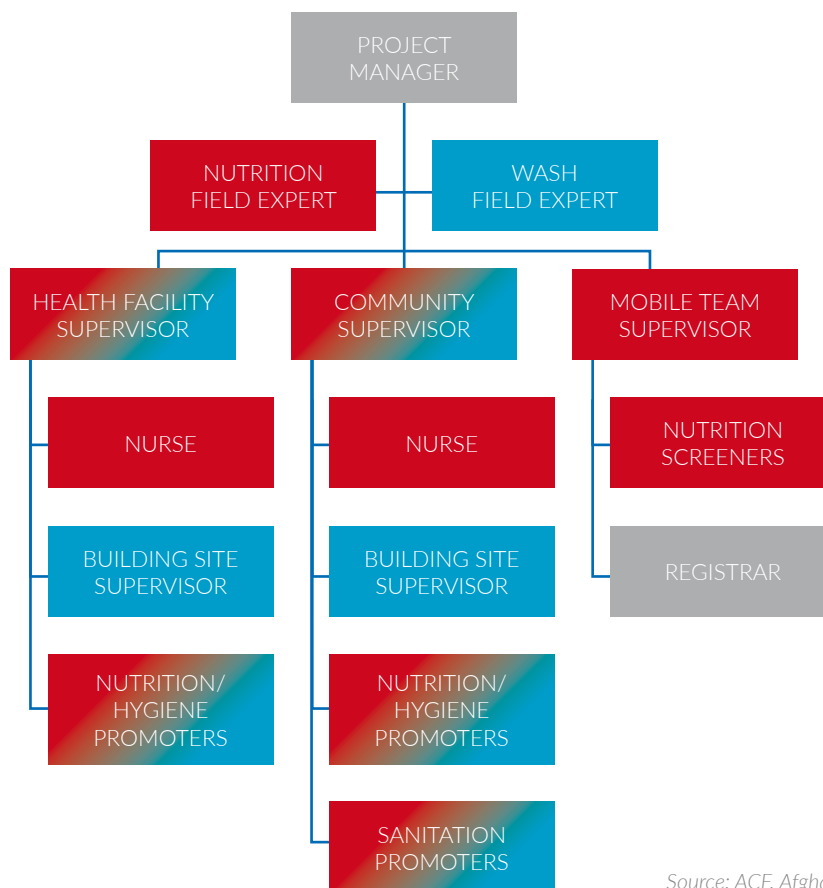 PROJECT
MANAGER
NUTRITION
FIELD EXPERT
WASH
FIELD EXPERT
HEALTH FACILITY
SUPERVISOR
COMMUNITY
SUPERVISOR
MOBILE TEAM
SUPERVISOR
NURSE
NURSE
NUTRITION
SCREENERS
BUILDING SITE
SUPERVISOR
BUILDING SITE
SUPERVISOR
REGISTRAR
NUTRITION/
HYGIENE
PROMOTERS
NUTRITION/
HYGIENE
PROMOTERS
SANITATION
PROMOTERS
Source: ACF, Afgha